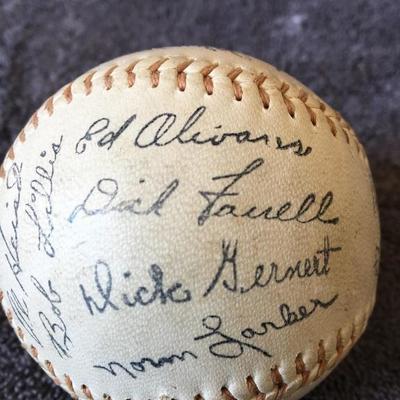 Ed Olivares
Dick Farrell
Dick Gernert
Norm Larker
Bob Lillis